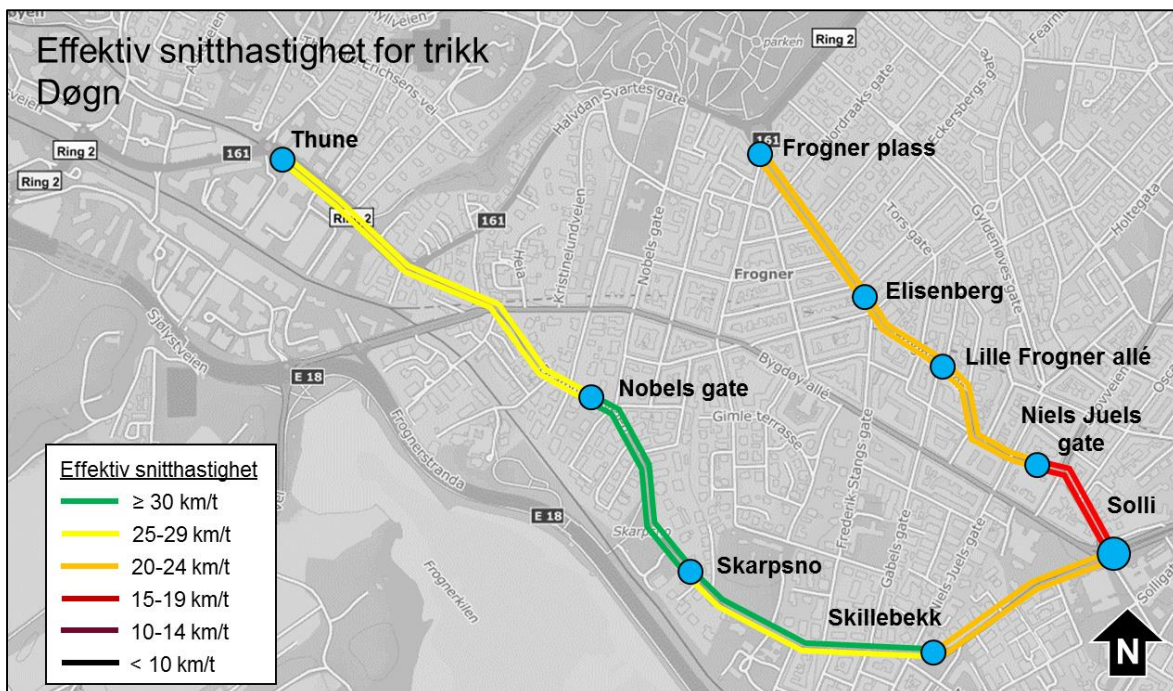 Effektiv snitthastighet for trikk
Døgn
Ring 2
161
Thune
Ring 2
Ring 2
Ring 2
161
Halvdan Svartes gate
parken
161
Frogner plass
Nordraaks gate
Eckersbergs gate
Tors gate
Gyldenløves gate
Holtegata
Frogner
Elisenberg
Lille Frogner allé
Niels Juels
gate
Solli
Solligata
Kristinelundveien
Nobels gate
Bygdøy allé
Gimle terrasse
Nobels gate
Sjølystveien
E 18
Frognerstranda
E 18
Frognerkilen
Skarpsno
Skarpsno
Frederik Stangs gate
Gabels gate
Niels Juels gate
Skillebekk
N
Effektiv snitthastighet
≥ 30 km/t
25-29 km/t
20-24 km/t
15-19 km/t
10-14 km/t
< 10 km/t